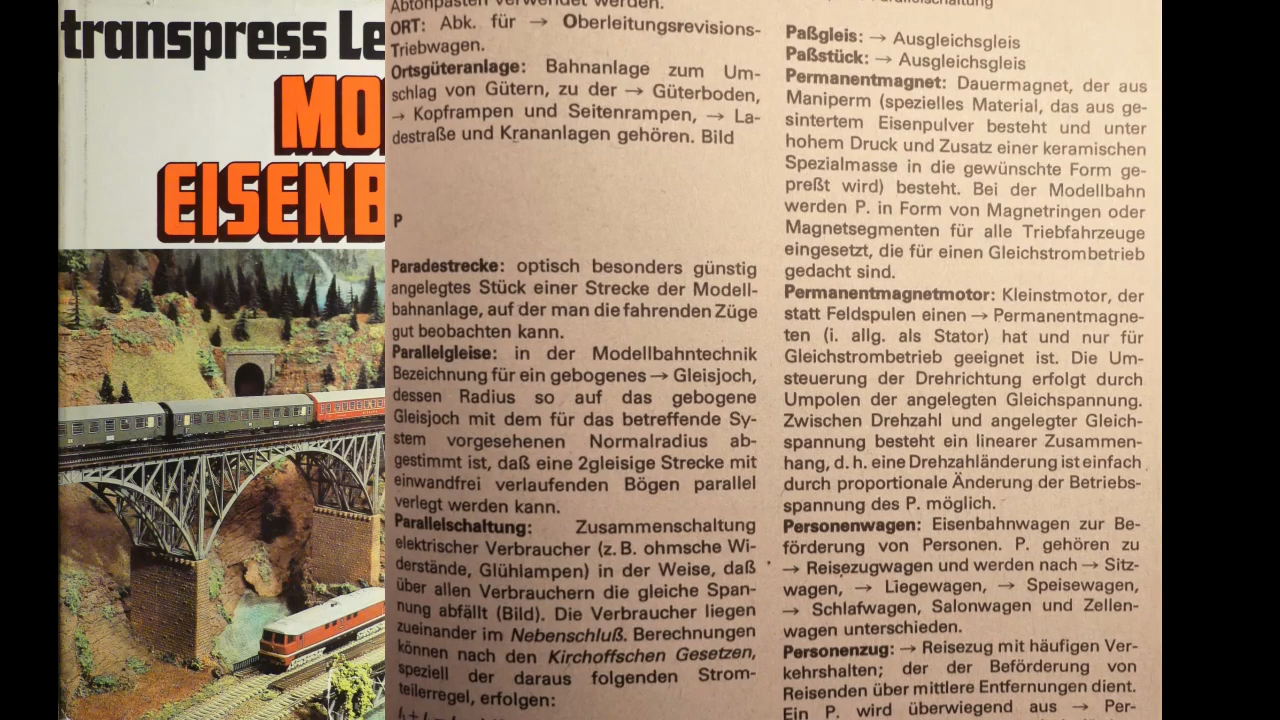 transpress Le
MO
EISENB
Abtonpasten verwendet werden.
ORT: Abk. für → Oberleitungsrevisions-
Triebwagen.
Ortsgüteranlage: Bahnanlage zum Um-
schlag von Gütern, zu der → Güterboden,
→ Kopframpen und Seitenrampen, → La-
destraße und Krananlagen gehören. Bild
P
Paradestrecke: optisch besonders günstig
angelegtes Stück einer Strecke der Modell-
bahnanlage, auf der man die fahrenden Züge
gut beobachten kann.
Parallelgleise: in der Modellbahntechnik
Bezeichnung für ein gebogenes → Gleisjoch,
dessen Radius so auf das gebogene
Gleisjoch mit dem für das betreffende Sy-
stem vorgesehenen Normalradius ab-
gestimmt ist, daß eine 2gleisige Strecke mit
einwandfrei verlaufenden Bögen parallel
verlegt werden kann.
Parallelschaltung: Zusammenschaltung
elektrischer Verbraucher (z. B. ohmsche Wi-
derstände, Glühlampen) in der Weise, daß
über allen Verbrauchern die gleiche Span-
nung abfällt (Bild). Die Verbraucher liegen
zueinander im Nebenschluß. Berechnungen
können nach den Kirchoffschen Gesetzen,
speziell der daraus folgenden Strom-
teilerregel, erfolgen:
Paßgleis: → Ausgleichsgleis
Paßstück: → Ausgleichsgleis
Permanentmagnet: Dauermagnet, der aus
Maniperm (spezielles Material, das aus ge-
sintertem Eisenpulver besteht und unter
hohem Druck und Zusatz einer keramischen
Spezialmasse in die gewünschte Form ge-
preßt wird) besteht. Bei der Modellbahn
werden P. in Form von Magnetringen oder
Magnetsegmenten für alle Triebfahrzeuge
eingesetzt, die für einen Gleichstrombetrieb
gedacht sind.
Permanentmagnetmotor: Kleinstmotor, der
statt Feldspulen einen → Permanentmagne-
ten (i. allg. als Stator) hat und nur für
Gleichstrombetrieb geeignet ist. Die Um-
steuerung der Drehrichtung erfolgt durch
Umpolen der angelegten Gleichspannung.
Zwischen Drehzahl und angelegter Gleich-
spannung besteht ein linearer Zusammen-
hang, d. h. eine Drehzahländerung ist einfach
durch proportionale Änderung der Betriebs-
spannung des P. möglich.
Personenwagen: Eisenbahnwagen zur Be-
förderung von Personen. P. gehören zu
→ Reisezugwagen und werden nach → Sitz-
wagen, → Liegewagen, → Speisewagen,
→ Schlafwagen, Salonwagen und Zellen-
wagen unterschieden.
Personenzug: → Reisezug mit häufigen Ver-
kehrshalten; der der Beförderung von
Reisenden über mittlere Entfernungen dient.
Ein P. wird überwiegend aus → Per-